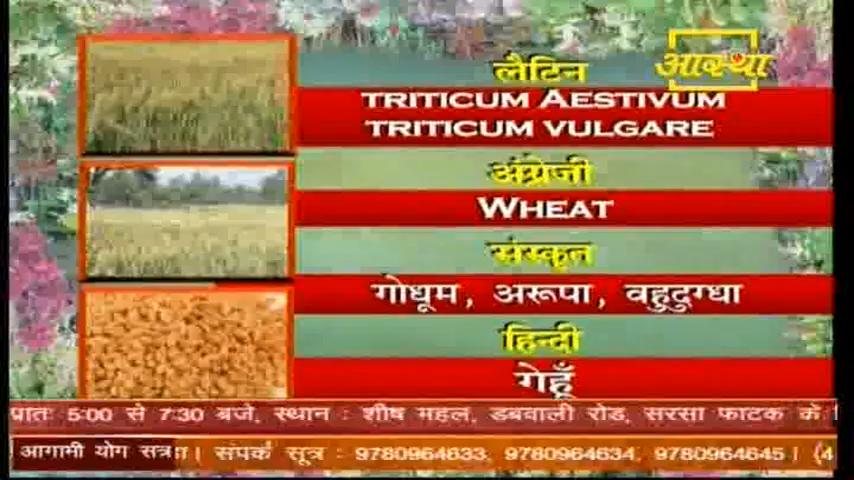 आस्था
लैटिन
TRITICUM AESTIVUM
TRITICUM VULGARE
अंग्रेजी
WHEAT
संस्कृत
गोधूम, अरूपा, वहुदुग्धा
हिन्दी
गेहूँ
प्रातः 5:00 से 7:30 बजे, स्थान : शीष महल, डबवाली रोड, सरसा फाटक के
आगामी योग सत्र
। संपर्क सूत्र : 9780964633, 9780964634, 9780964645। (4